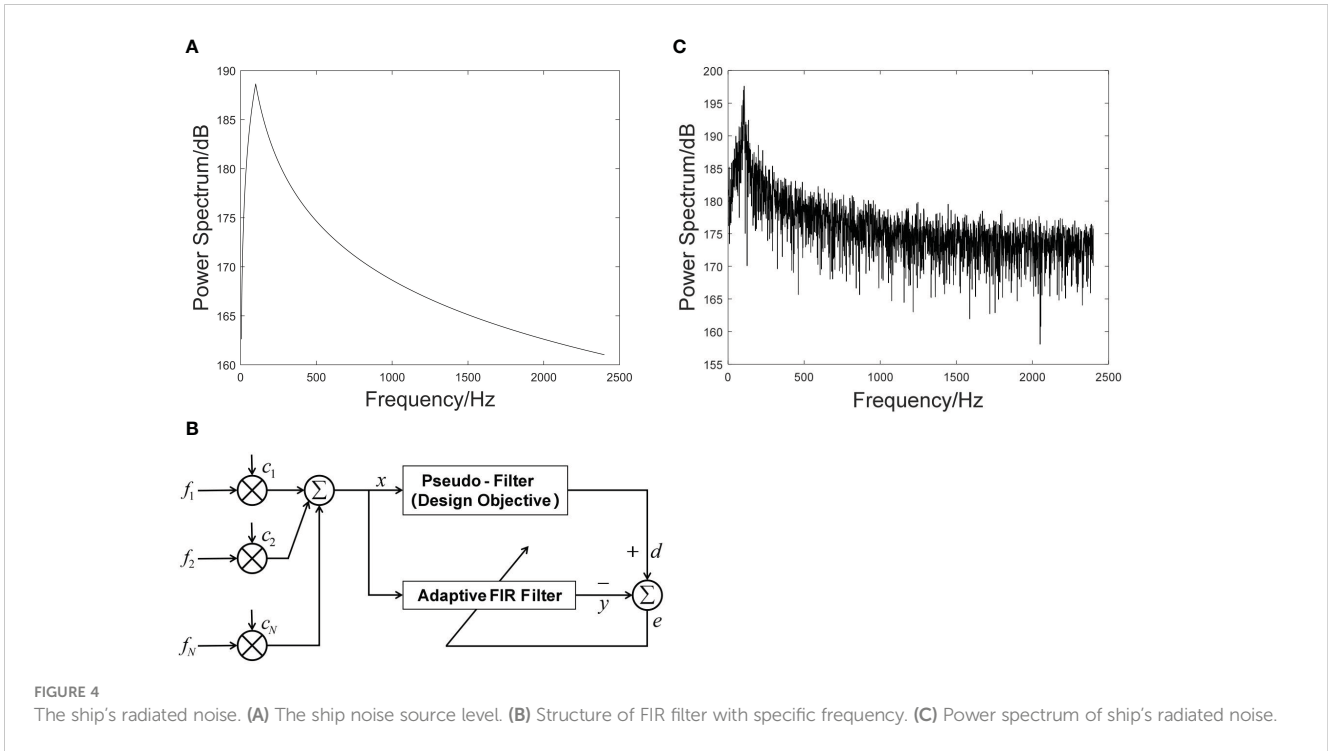 A
190
185
180
175
170
165
160
0
500
1000
1500
2000
2500
Power Spectrum/dB
Frequency/Hz
C
200
195
190
185
180
175
170
165
160
155
0
500
1000
1500
2000
2500
Power Spectrum/dB
Frequency/Hz
B
f1
c1
f2
c2
fN
cN
Σ
x
Pseudo - Filter
(Design Objective)
+ d
Adaptive FIR Filter
−
y
Σ
e
FIGURE 4
The ship's radiated noise. (A) The ship noise source level. (B) Structure of FIR filter with specific frequency. (C) Power spectrum of ship's radiated noise.